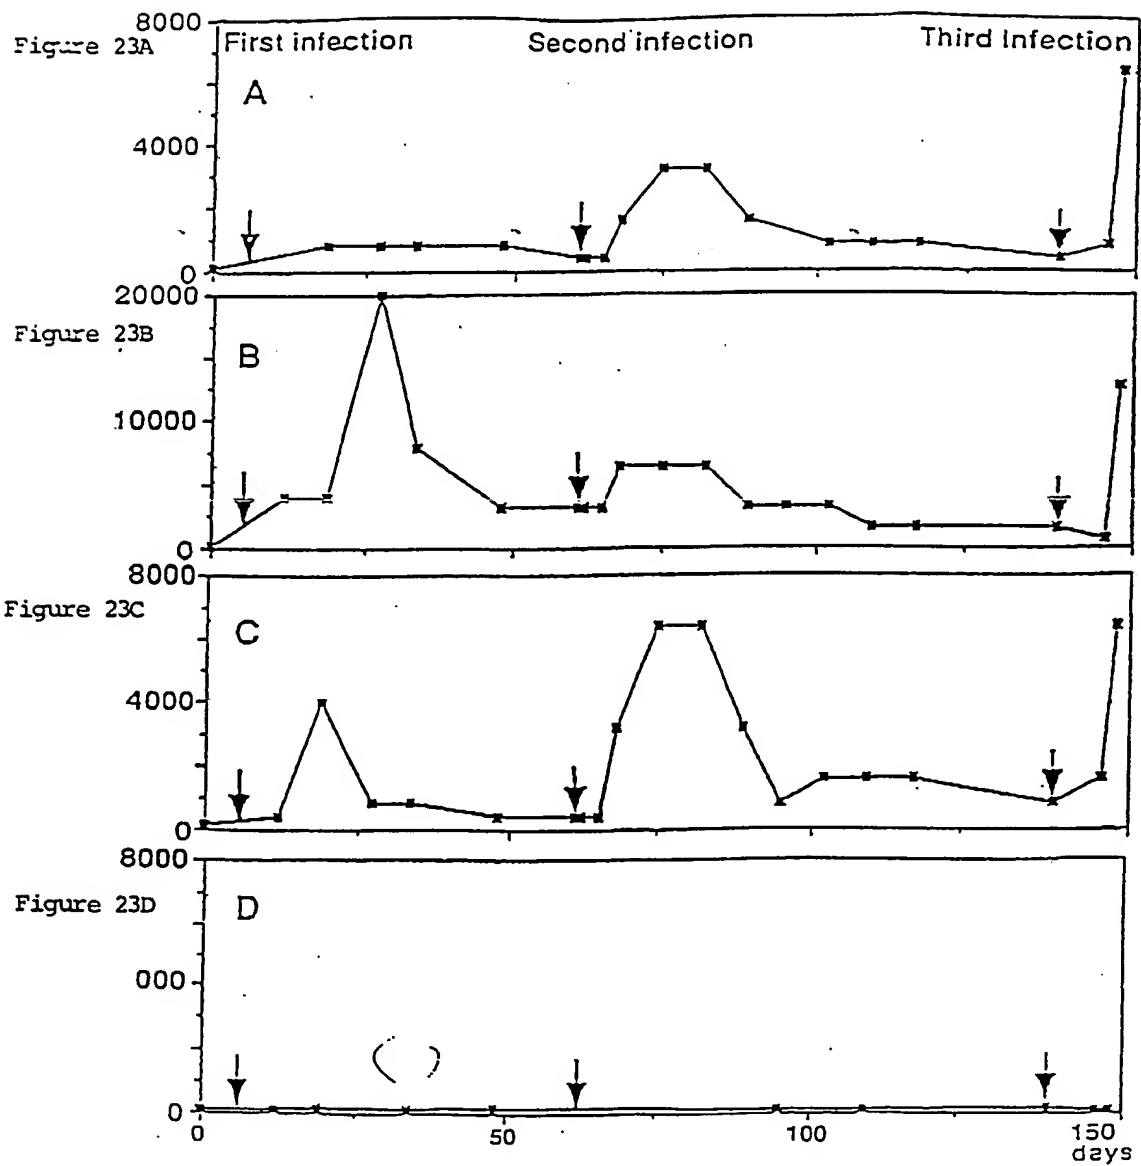 8000
Figure 23A
First infection
Second infection
Third Infection
A
4000
0
20000
Figure 23B
B
10000
0
8000
Figure 23C
C
4000
0
8000
Figure 23D
D
000
0
0
50
100
150
days